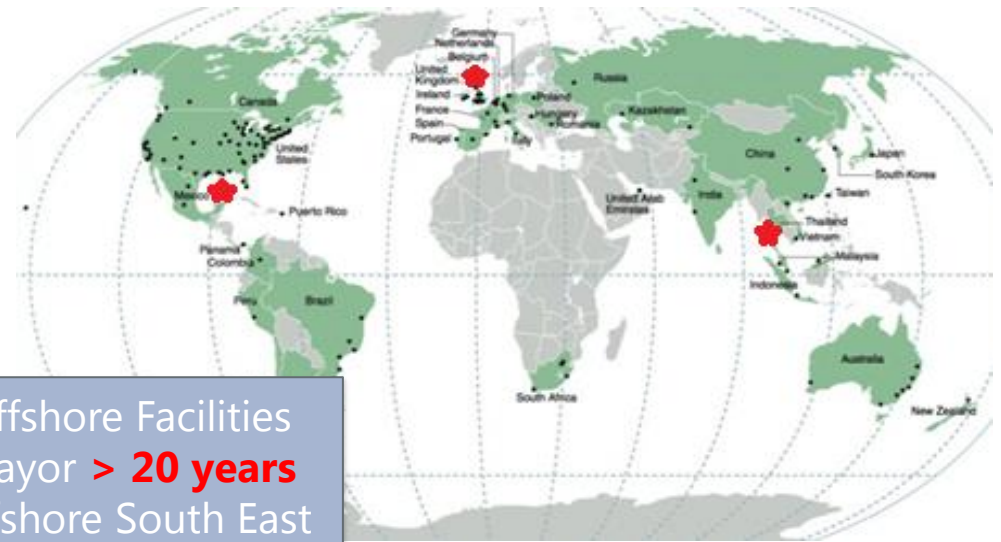 Germany
Netherlands
Belgium
United
Kingdom
Ireland
France
Spain
Portugal
Poland
Hungary
Romania
Italy
Russia
Kazakhstan
Canada
United
States
Mexico
Puerto Rico
Panama
Colombia
Peru
Brazil
United Arab
Emirates
India
China
Japan
South Korea
Taiwan
Thailand
Vietnam
Malaysia
Indonesia
South Africa
Australia
New Zealand
ffshore Facilities
ayor > 20 years
shore South East